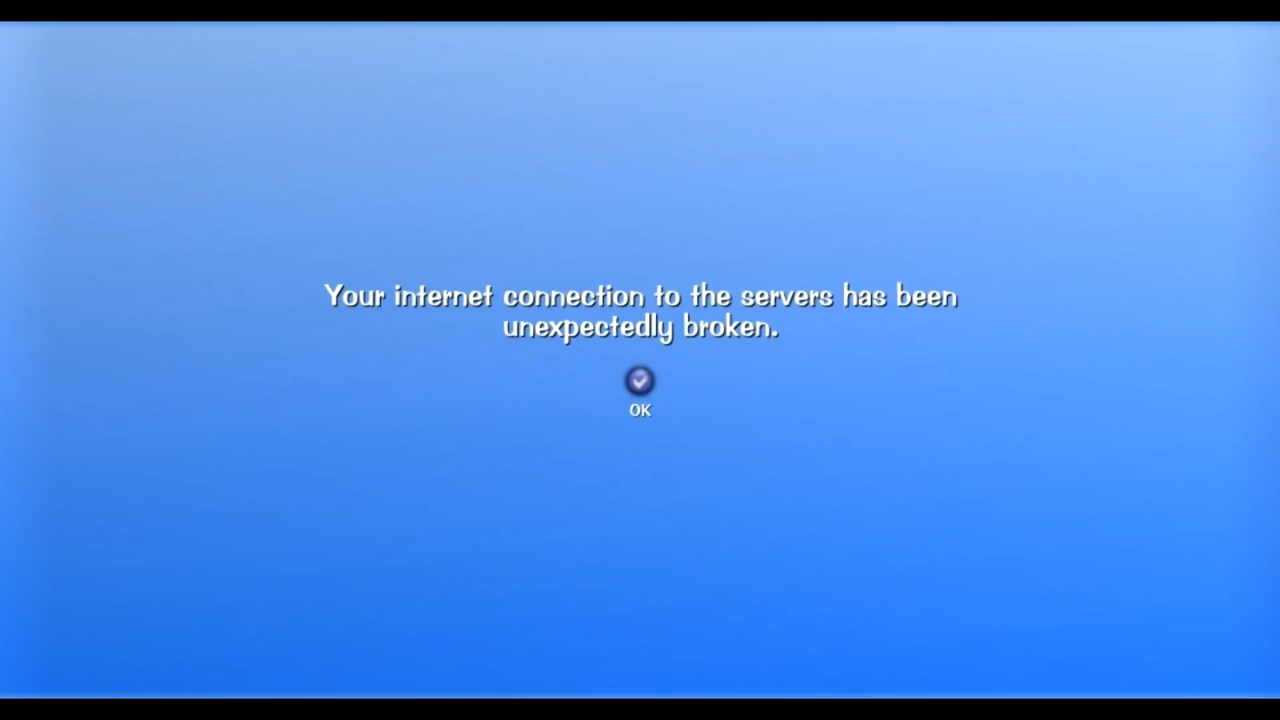 Your internet connection to the servers has been
unexpectedly broken.
OK